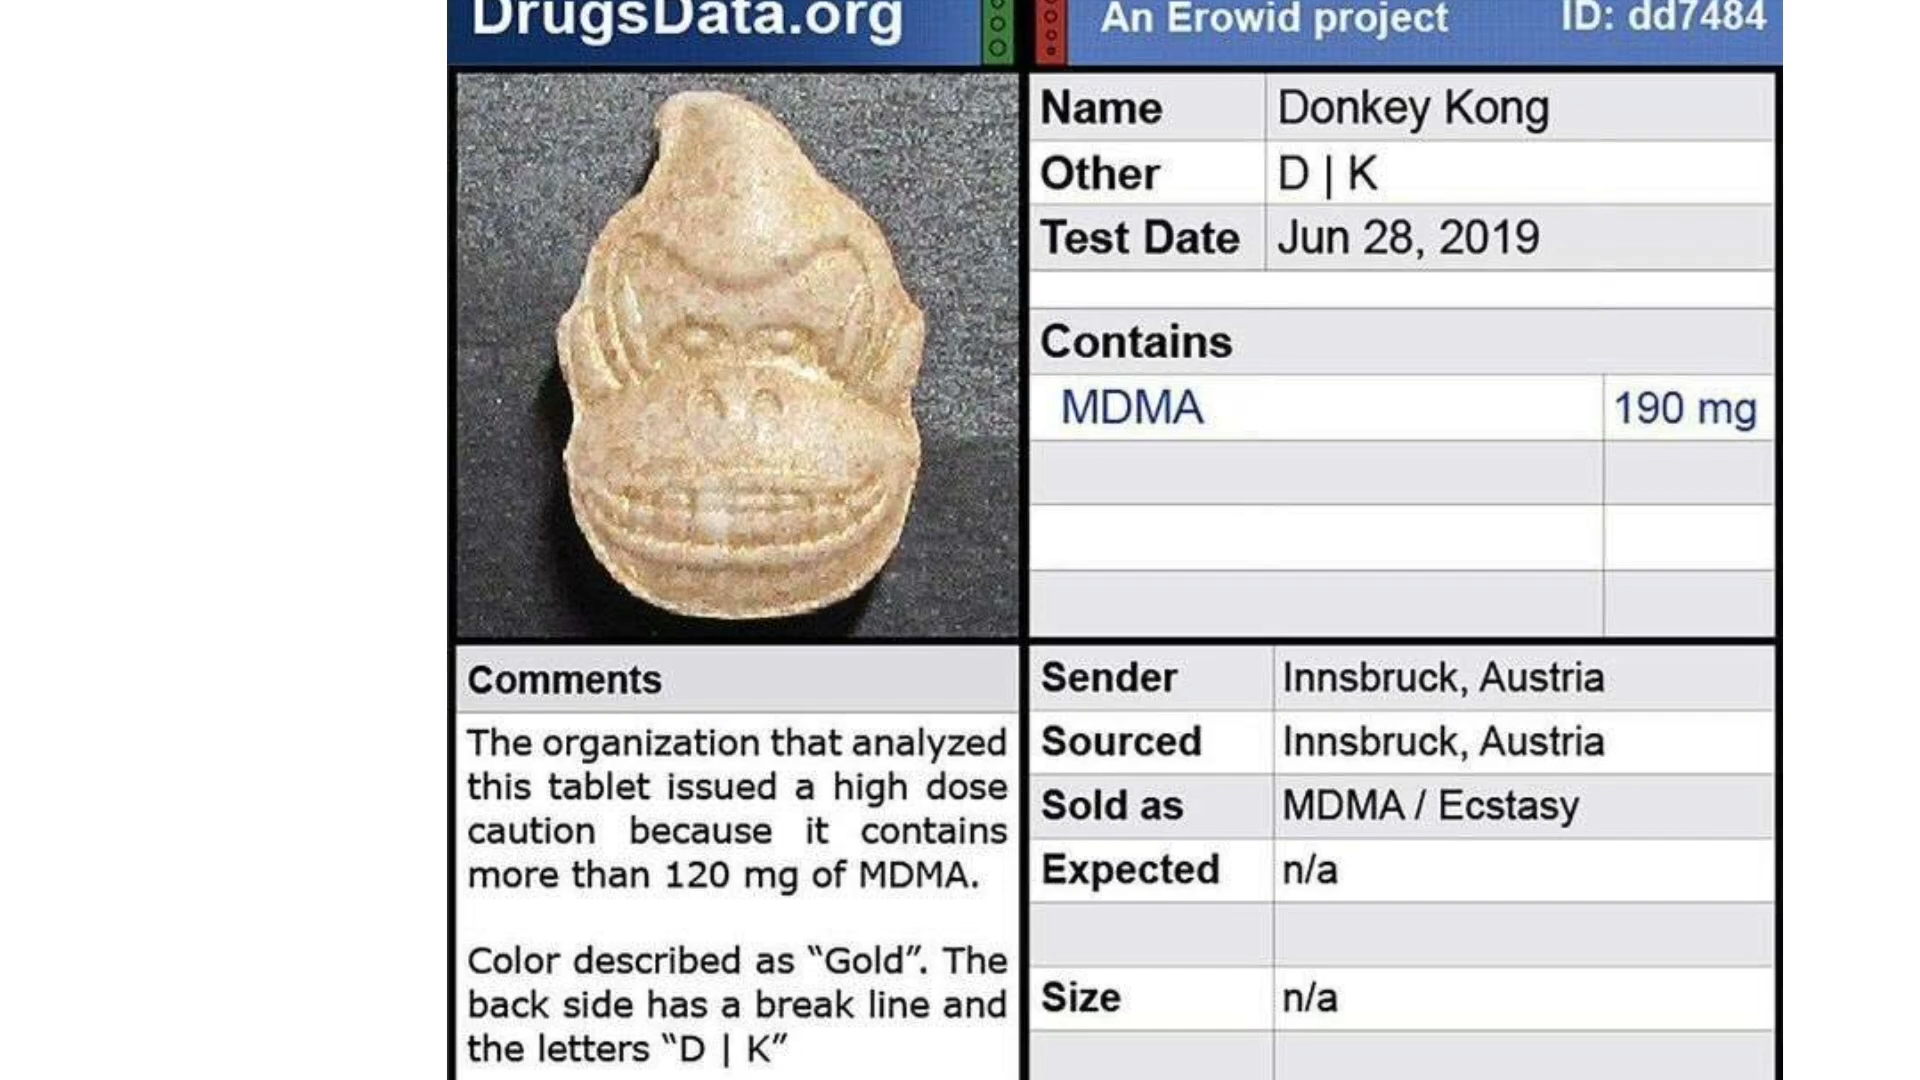 DrugsData.org
An Erowid project
ID: dd7484
Name Donkey Kong
Other D | K
Test Date Jun 28, 2019
Contains
MDMA 190 mg
Comments
The organization that analyzed
this tablet issued a high dose
caution because it contains
more than 120 mg of MDMA.
Color described as “Gold”. The
back side has a break line and
the letters “D | K”
Sender Innsbruck, Austria
Sourced Innsbruck, Austria
Sold as MDMA / Ecstasy
Expected n/a
Size n/a